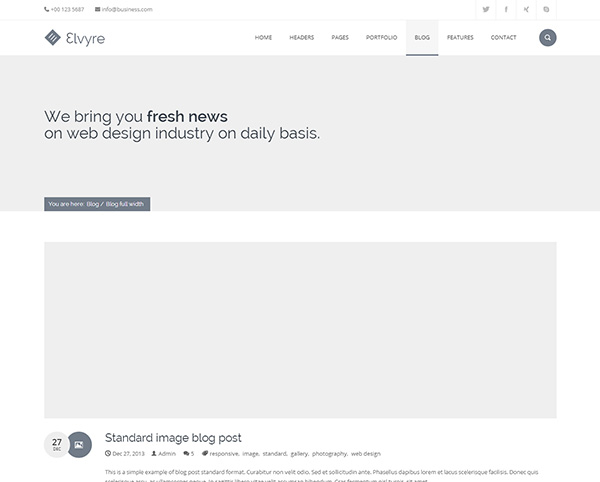 +00 123 5687 info@business.com
Elvyre
HOME HEADERS PAGES PORTFOLIO BLOG FEATURES CONTACT
We bring you fresh news
on web design industry on daily basis.
You are here: Blog / Blog full width
27
DEC
Standard image blog post
Dec 27, 2013 Admin 5 responsive, image, standard, gallery, photography, web design
This is a simple example of blog post standard format. Curabitur non velit odio. Sed et sollicitudin ante. Phasellus dapibus lorem et lacus scelerisque facilisis. Donec quis